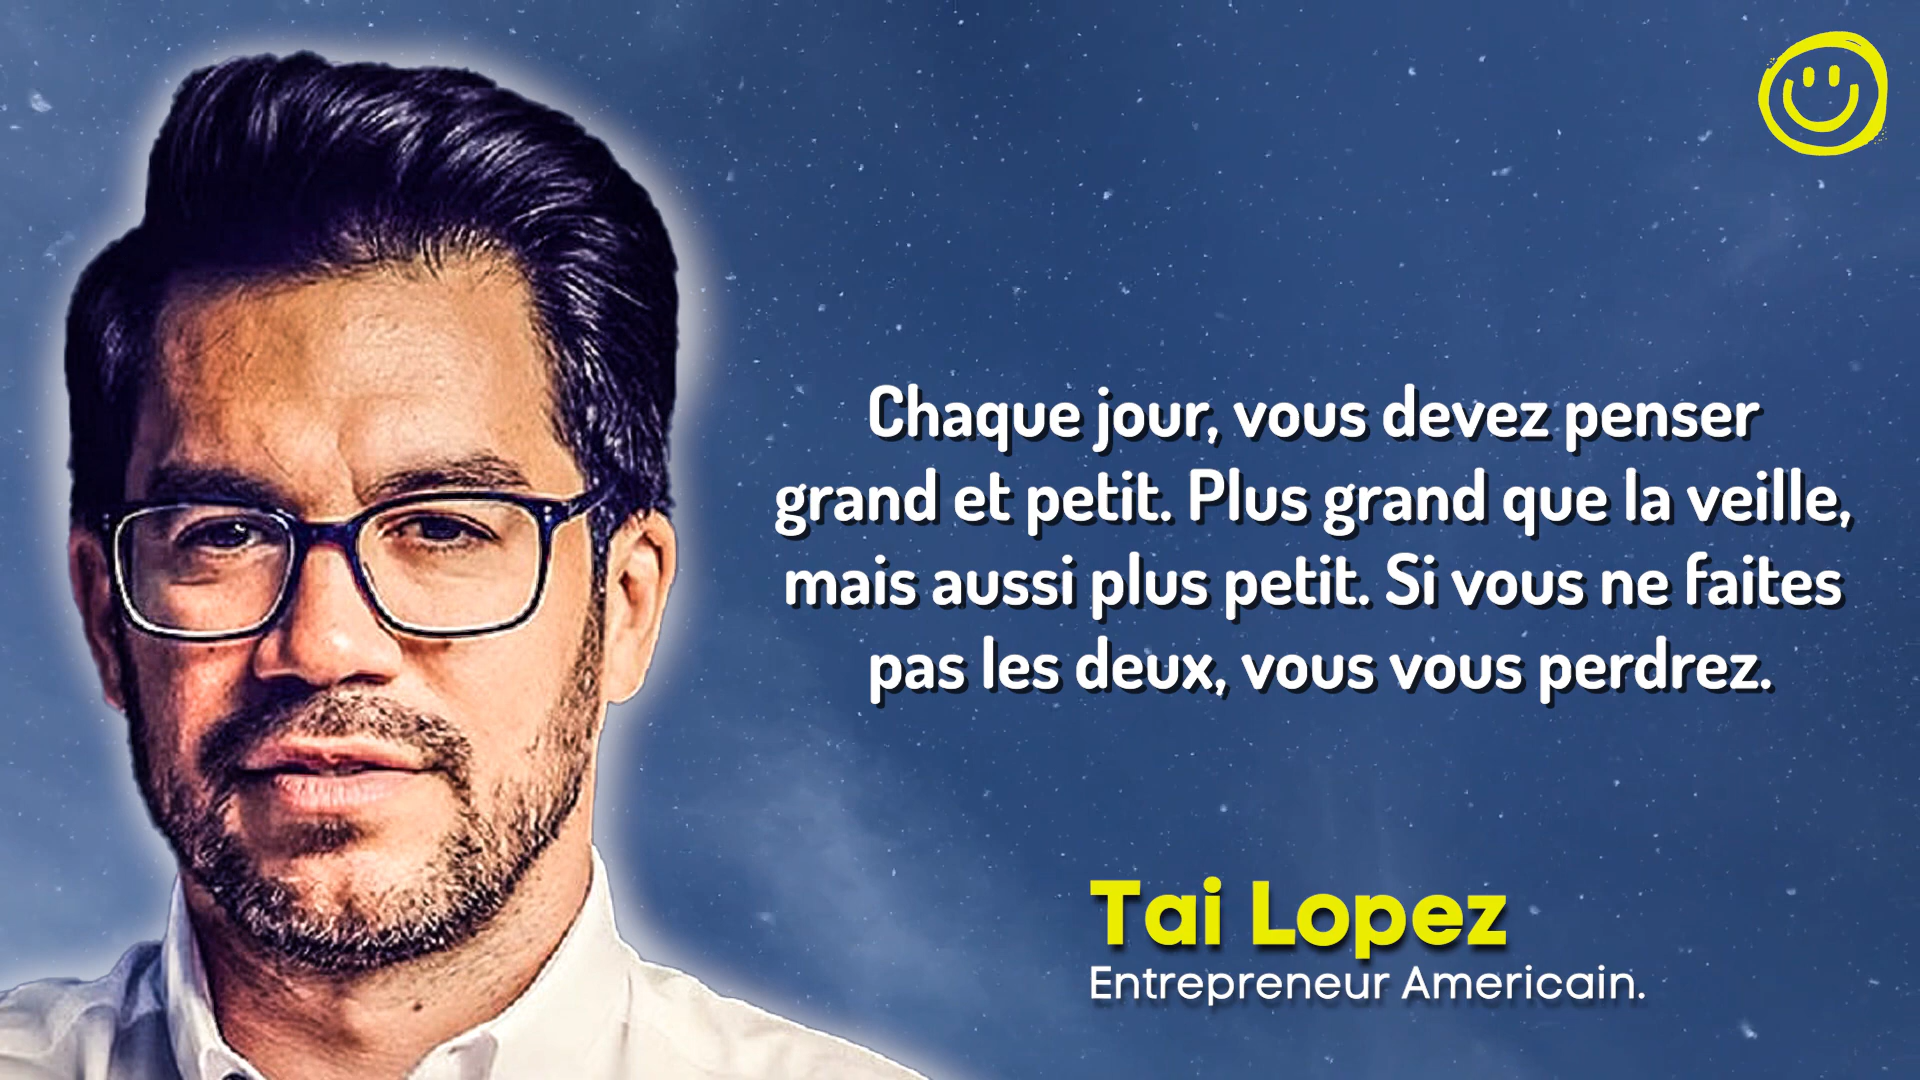 Chaque jour, vous devez penser
grand et petit. Plus grand que la veille,
mais aussi plus petit. Si vous ne faites
pas les deux, vous vous perdrez.
Tai Lopez
Entrepreneur Americain.